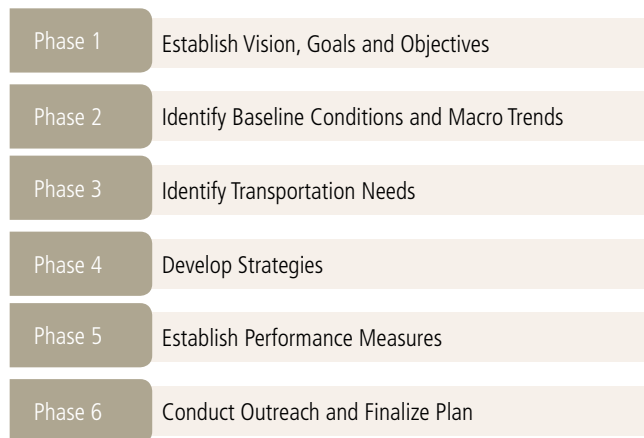 Phase 1 Establish Vision, Goals and Objectives
Phase 2 Identify Baseline Conditions and Macro Trends
Phase 3 Identify Transportation Needs
Phase 4 Develop Strategies
Phase 5 Establish Performance Measures
Phase 6 Conduct Outreach and Finalize Plan